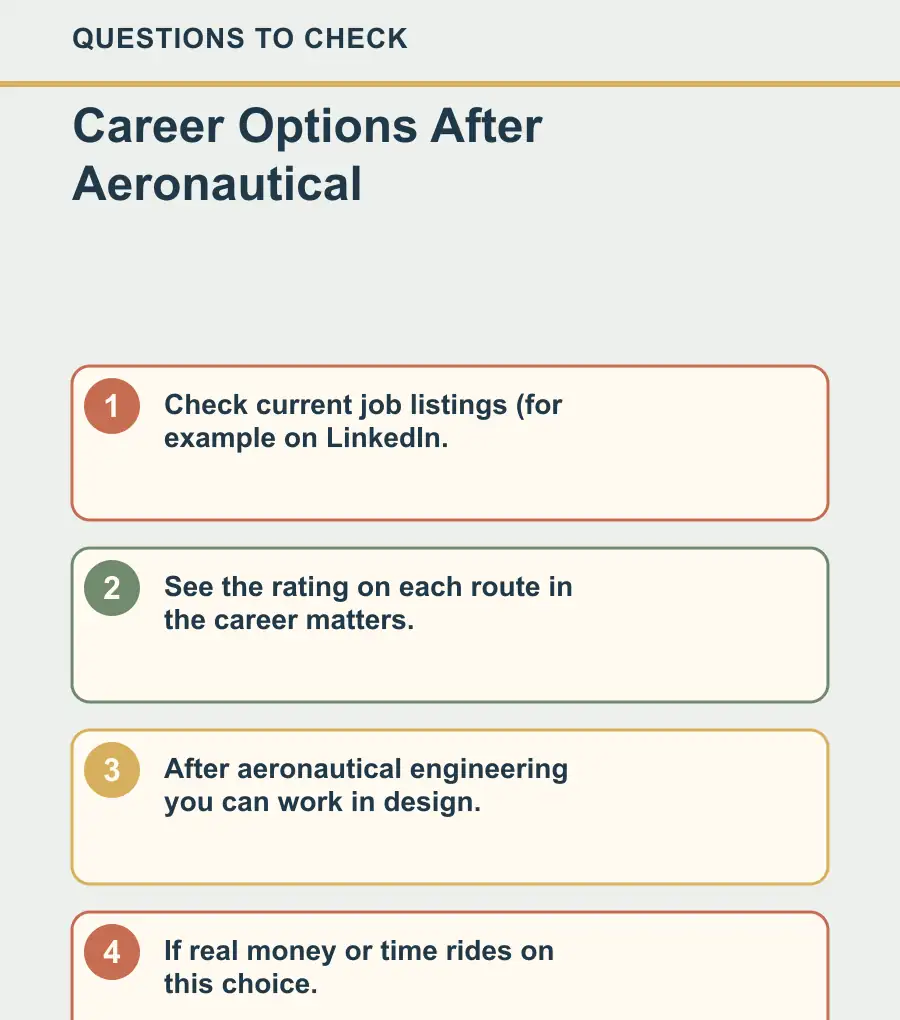 QUESTIONS TO CHECK
Career Options After
Aeronautical
1
Check current job listings (for
example on LinkedIn.
2
See the rating on each route in
the career matters.
3
After aeronautical engineering
you can work in design.
4
If real money or time rides on
this choice.